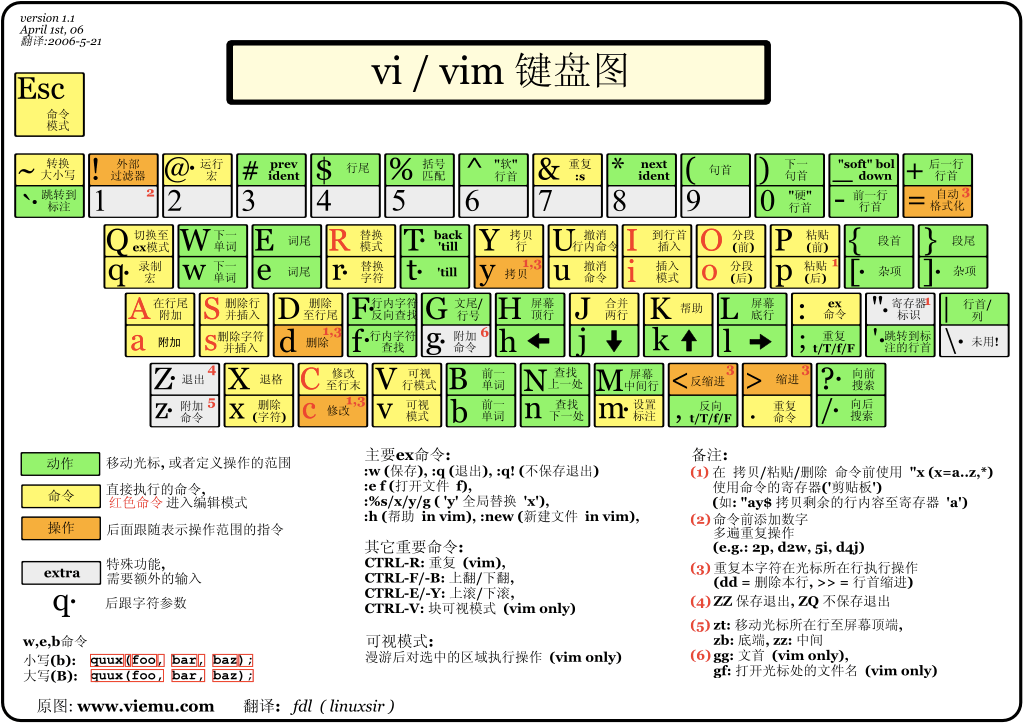 version 1.1
April 1st, 06
翻译:2006-5-21
vi / vim 键盘图
Esc
命令
模式
~ 转换
大小写
! 外部
过滤器
@· 运行
宏
# prev
ident
$ 行尾
% 括号
匹配
^ "软"
行首
& 重复
:s
* next
ident
( 句首
) 下一
句首
"soft" bol
_ down
+ 后一行
行首
`· 跳转到
标注
1 2
2
3
4
5
6
7
8
9
0 "硬"
行首
- 前一行
行首
= 自动 3
格式化
Q 切换至
ex模式
W 下一
单词
E 词尾
R 替换
模式
T· back
'till
Y 拷贝
行
U 撤消
行内命令
I 到行首
插入
O 分段
(前)
P 粘贴
(前)
{ 段首
} 段尾
q· 录制
宏
w 下一
单词
e 词尾
r· 替换
字符
t· 'till
y 1,3
拷贝
u 撤消
命令
i 插入
模式
o 分段
(后)
p 粘贴 1
(后)
[· 杂项
]· 杂项
A 在行尾
附加
S 删除行
并插入
D 删除
至行尾
F· 行内字符
反向查找
G 文尾/
行号
H 屏幕
顶行
J 合并
两行
K 帮助
L 屏幕
底行
: ex
命令
"· 寄存器 1
标识
| 行首/
列
a 附加
s 删除字符
并插入
d 1,3
删除
f· 行内字符
查找
g· 附加 6
命令
h ←
j ↓
k ↑
l →
; 重复
t/T/f/F
'· 跳转到标
注的行首
\· 未用!
Z· 退出 4
X 退格
C 修改
至行末
V 可视
行模式
B 前一
单词
N 查找
上一处
M 屏幕
中间行
< 反缩进 3
> 缩进 3
?· 向前
搜索
z· 附加 5
命令
x 删除
(字符)
c 1,3
修改
v 可视
模式
b 前一
单词
n 查找
下一处
m· 设置
标注
, 反向
t/T/f/F
. 重复
命令
/· 向后
搜索
动作 移动光标, 或者定义操作的范围
命令 直接执行的命令,
红色命令 进入编辑模式
操作 后面跟随表示操作范围的指令
extra 特殊功能,
需要额外的输入
q· 后跟字符参数
w,e,b命令
小写(b): quux(foo, bar, baz);
大写(B): quux(foo, bar, baz);
原图: www.viemu.com 翻译: fdl ( linuxsir )
主要ex命令:
:w (保存), :q (退出), :q! (不保存退出)
:e f (打开文件 f),
:%s/x/y/g ( 'y' 全局替换 'x'),
:h (帮助 in vim), :new (新建文件 in vim),
其它重要命令:
CTRL-R: 重复 (vim),
CTRL-F/-B: 上翻/下翻,
CTRL-E/-Y: 上滚/下滚,
CTRL-V: 块可视模式 (vim only)
可视模式:
漫游后对选中的区域执行操作 (vim only)
备注:
(1) 在 拷贝/粘贴/删除 命令前使用 "x (x=a..z,*)
使用命令的寄存器('剪贴板')
(如: "ay$ 拷贝剩余的行内容至寄存器 'a')
(2) 命令前添加数字
多遍重复操作
(e.g.: 2p, d2w, 5i, d4j)
(3) 重复本字符在光标所在行执行操作
(dd = 删除本行, >> = 行首缩进)
(4) ZZ 保存退出, ZQ 不保存退出
(5) zt: 移动光标所在行至屏幕顶端,
zb: 底端, zz: 中间
(6) gg: 文首 (vim only),
gf: 打开光标处的文件名 (vim only)